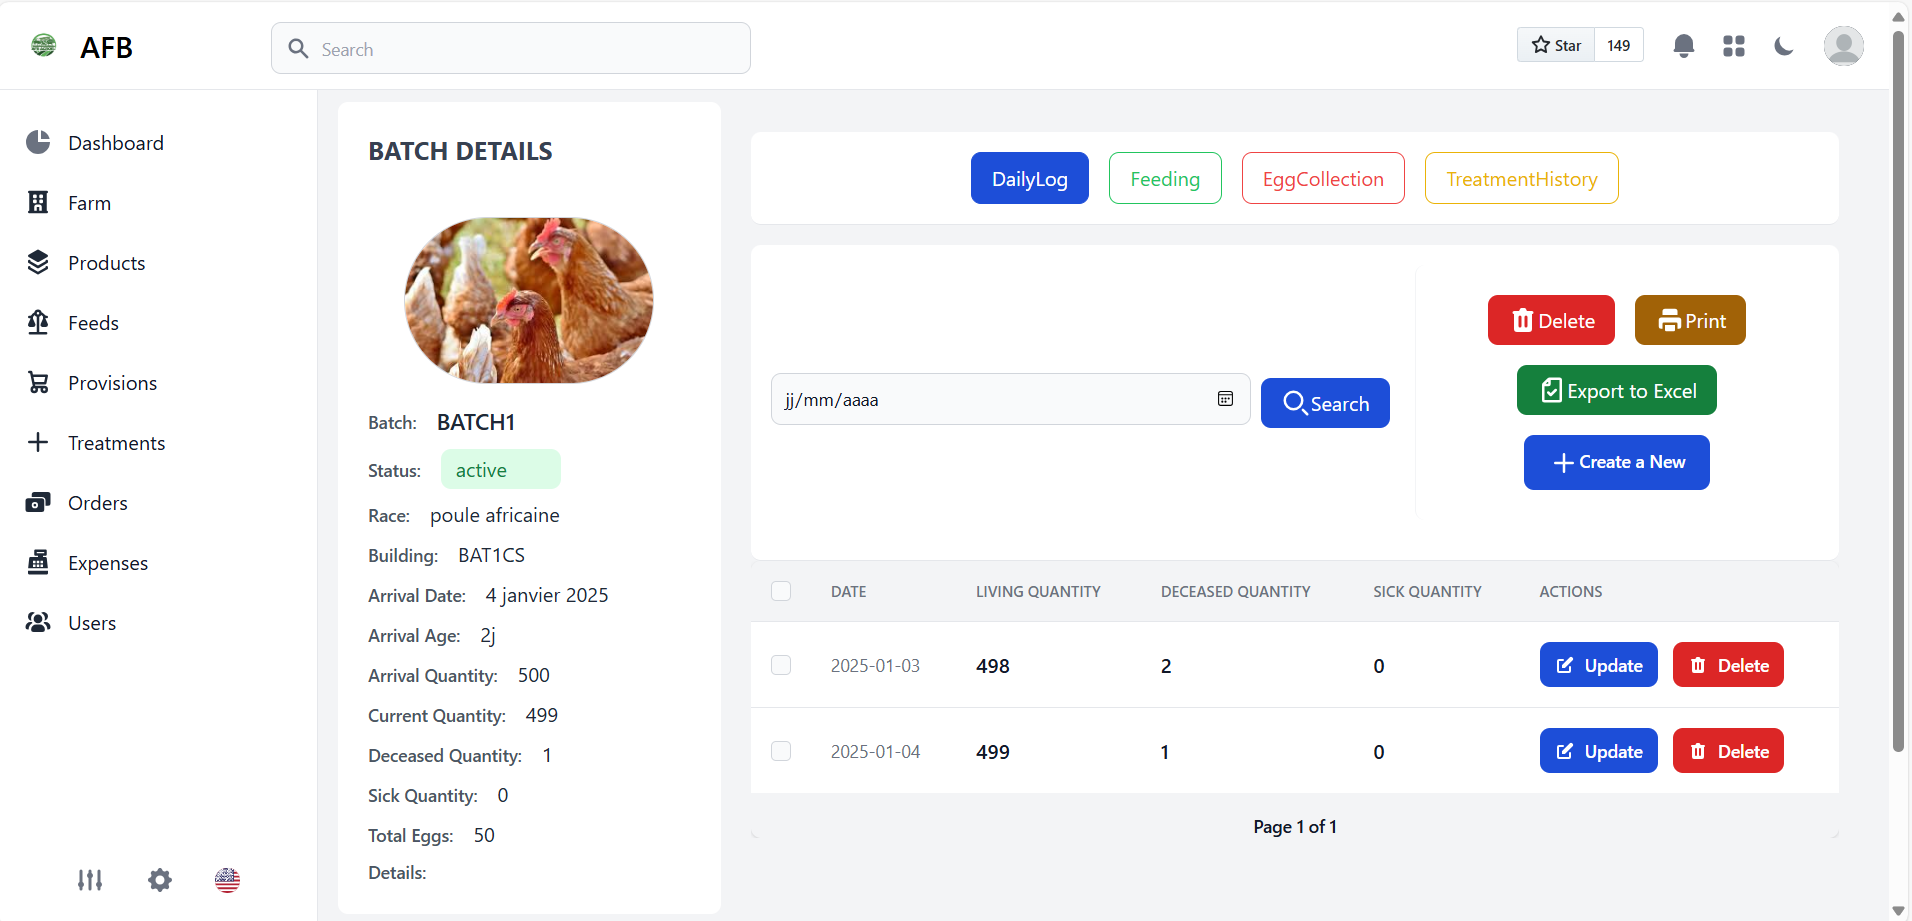 AFB
Search
Star 149
Dashboard
Farm
Products
Feeds
Provisions
Treatments
Orders
Expenses
Users
BATCH DETAILS
Batch: BATCH1
Status: active
Race: poule africaine
Building: BAT1CS
Arrival Date: 4 janvier 2025
Arrival Age: 2j
Arrival Quantity: 500
Current Quantity: 499
Deceased Quantity: 1
Sick Quantity: 0
Total Eggs: 50
Details:
DailyLog Feeding EggCollection TreatmentHistory
jj/mm/aaaa Search
Delete Print
Export to Excel
Create a New
DATE LIVING QUANTITY DECEASED QUANTITY SICK QUANTITY ACTIONS
2025-01-03 498 2 0 Update Delete
2025-01-04 499 1 0 Update Delete
Page 1 of 1